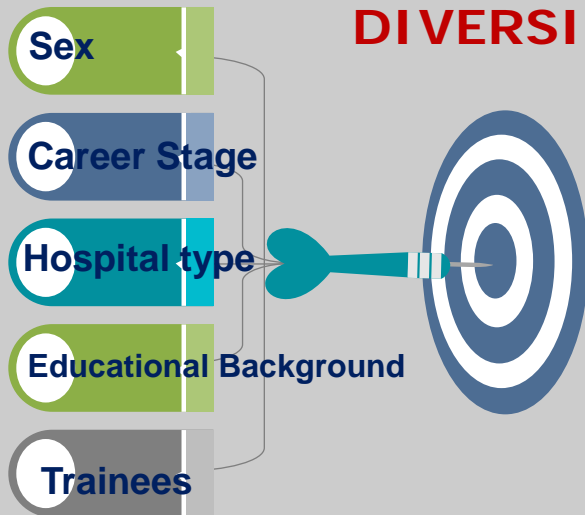 DIVERSI
Sex
Career Stage
Hospital type
Educational Background
Trainees